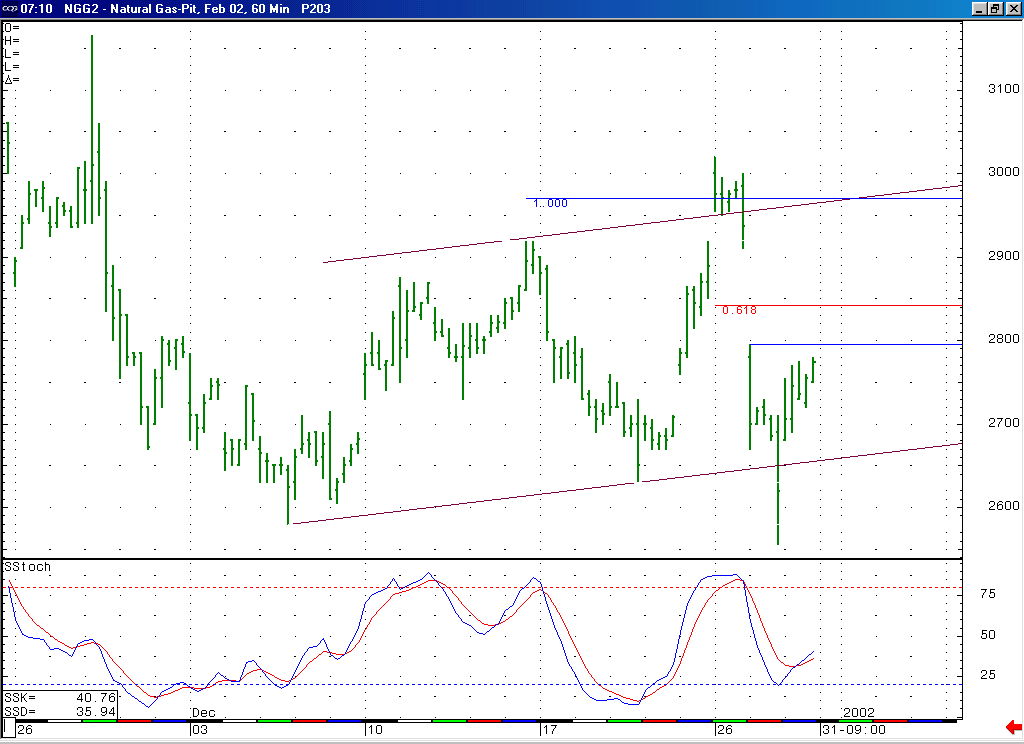 07:10 NGG2 - Natural Gas-Pit, Feb 02, 60 Min P203
O=
H=
L=
L=
Δ=
3100
3000
1.000
2900
0.618
2800
2700
2600
SStoch
75
50
25
SSK= 40.76
SSD= 35.94
Dec
2002
26
03
10
17
26
31-09:00